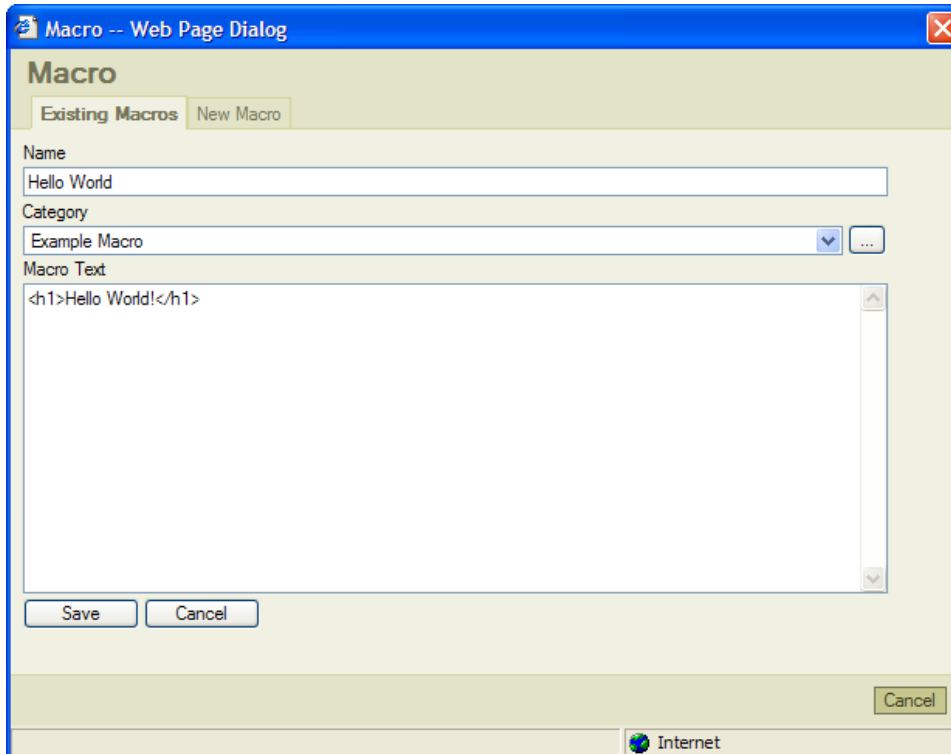 Macro -- Web Page Dialog
Macro
Existing Macros New Macro
Name
Hello World
Category
Example Macro ...
Macro Text
<h1>Hello World!</h1>
Save Cancel
Cancel
Internet